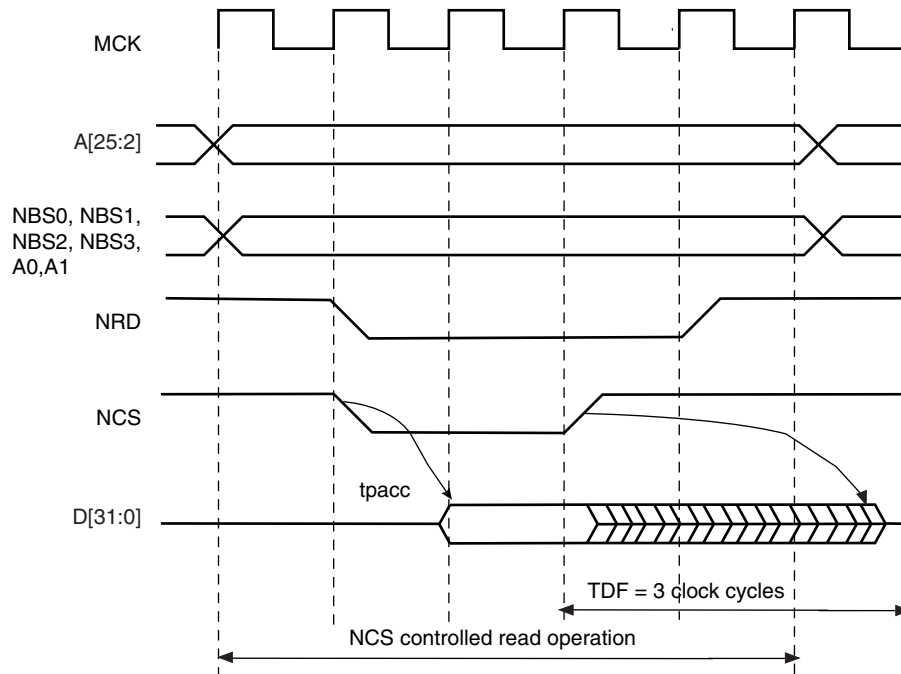 MCK
A[25:2]
NBS0, NBS1,
NBS2, NBS3,
A0,A1
NRD
NCS
tpacc
D[31:0]
TDF = 3 clock cycles
NCS controlled read operation